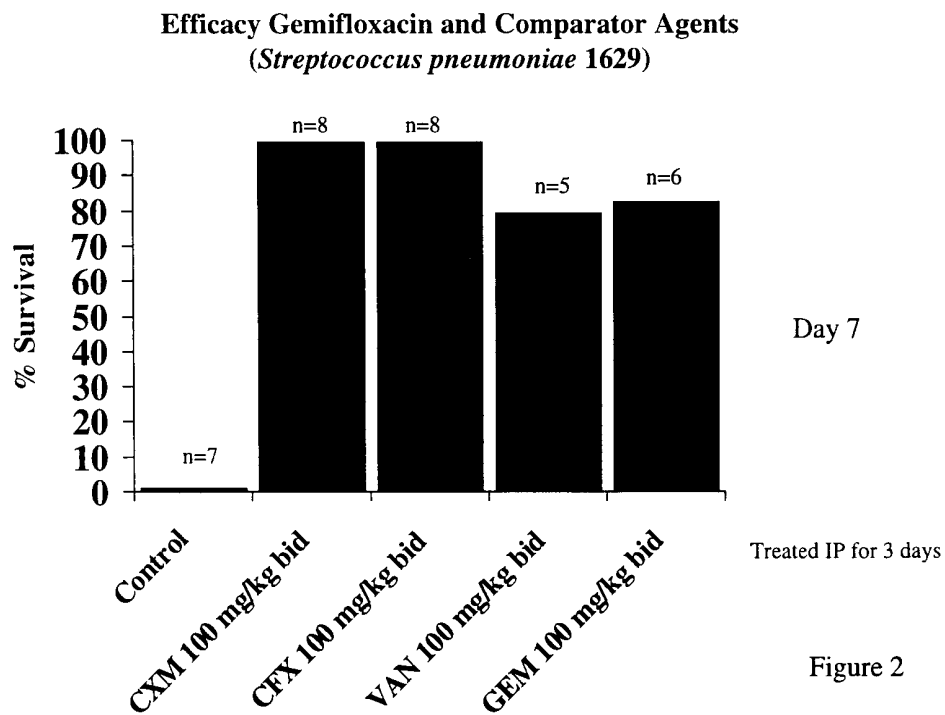 Efficacy Gemifloxacin and Comparator Agents
(Streptococcus pneumoniae 1629)
% Survival
100
90
80
70
60
50
40
30
20
10
0
n=7
n=8
n=8
n=5
n=6
Control
CXM 100 mg/kg bid
CFX 100 mg/kg bid
VAN 100 mg/kg bid
GEM 100 mg/kg bid
Day 7
Treated IP for 3 days
Figure 2